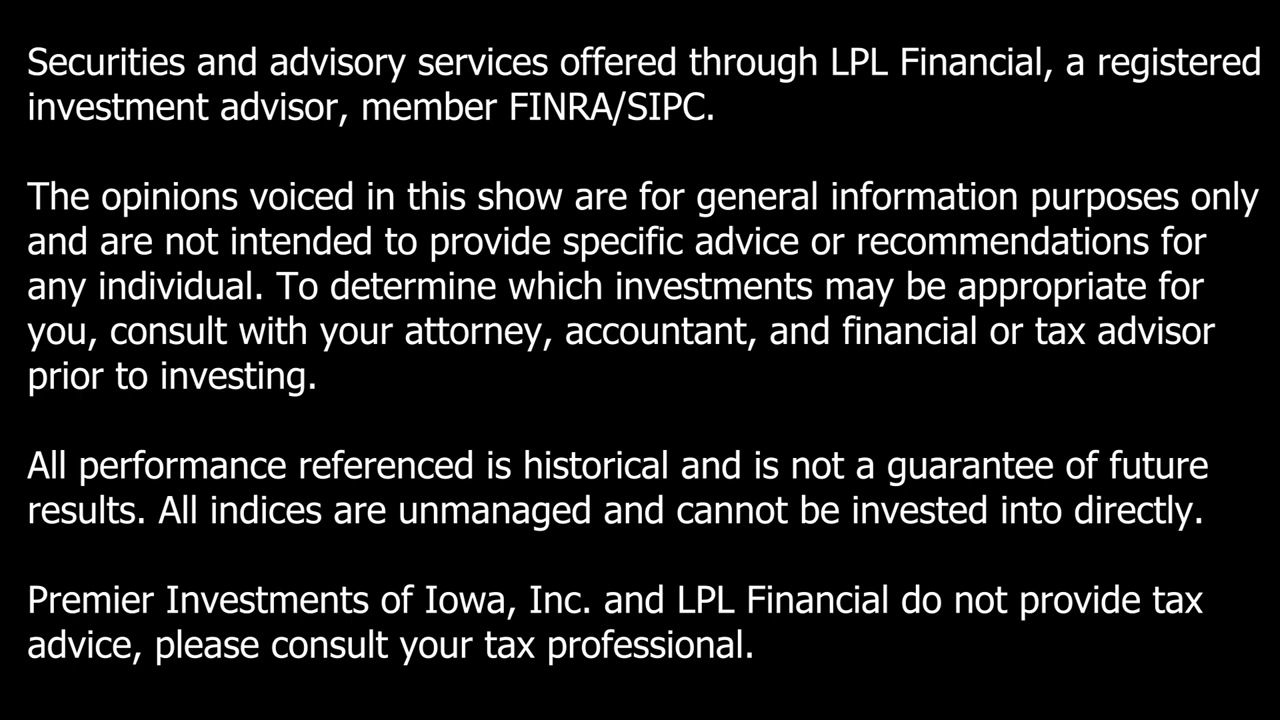 Securities and advisory services offered through LPL Financial, a registered
investment advisor, member FINRA/SIPC.
The opinions voiced in this show are for general information purposes only
and are not intended to provide specific advice or recommendations for
any individual. To determine which investments may be appropriate for
you, consult with your attorney, accountant, and financial or tax advisor
prior to investing.
All performance referenced is historical and is not a guarantee of future
results. All indices are unmanaged and cannot be invested into directly.
Premier Investments of Iowa, Inc. and LPL Financial do not provide tax
advice, please consult your tax professional.